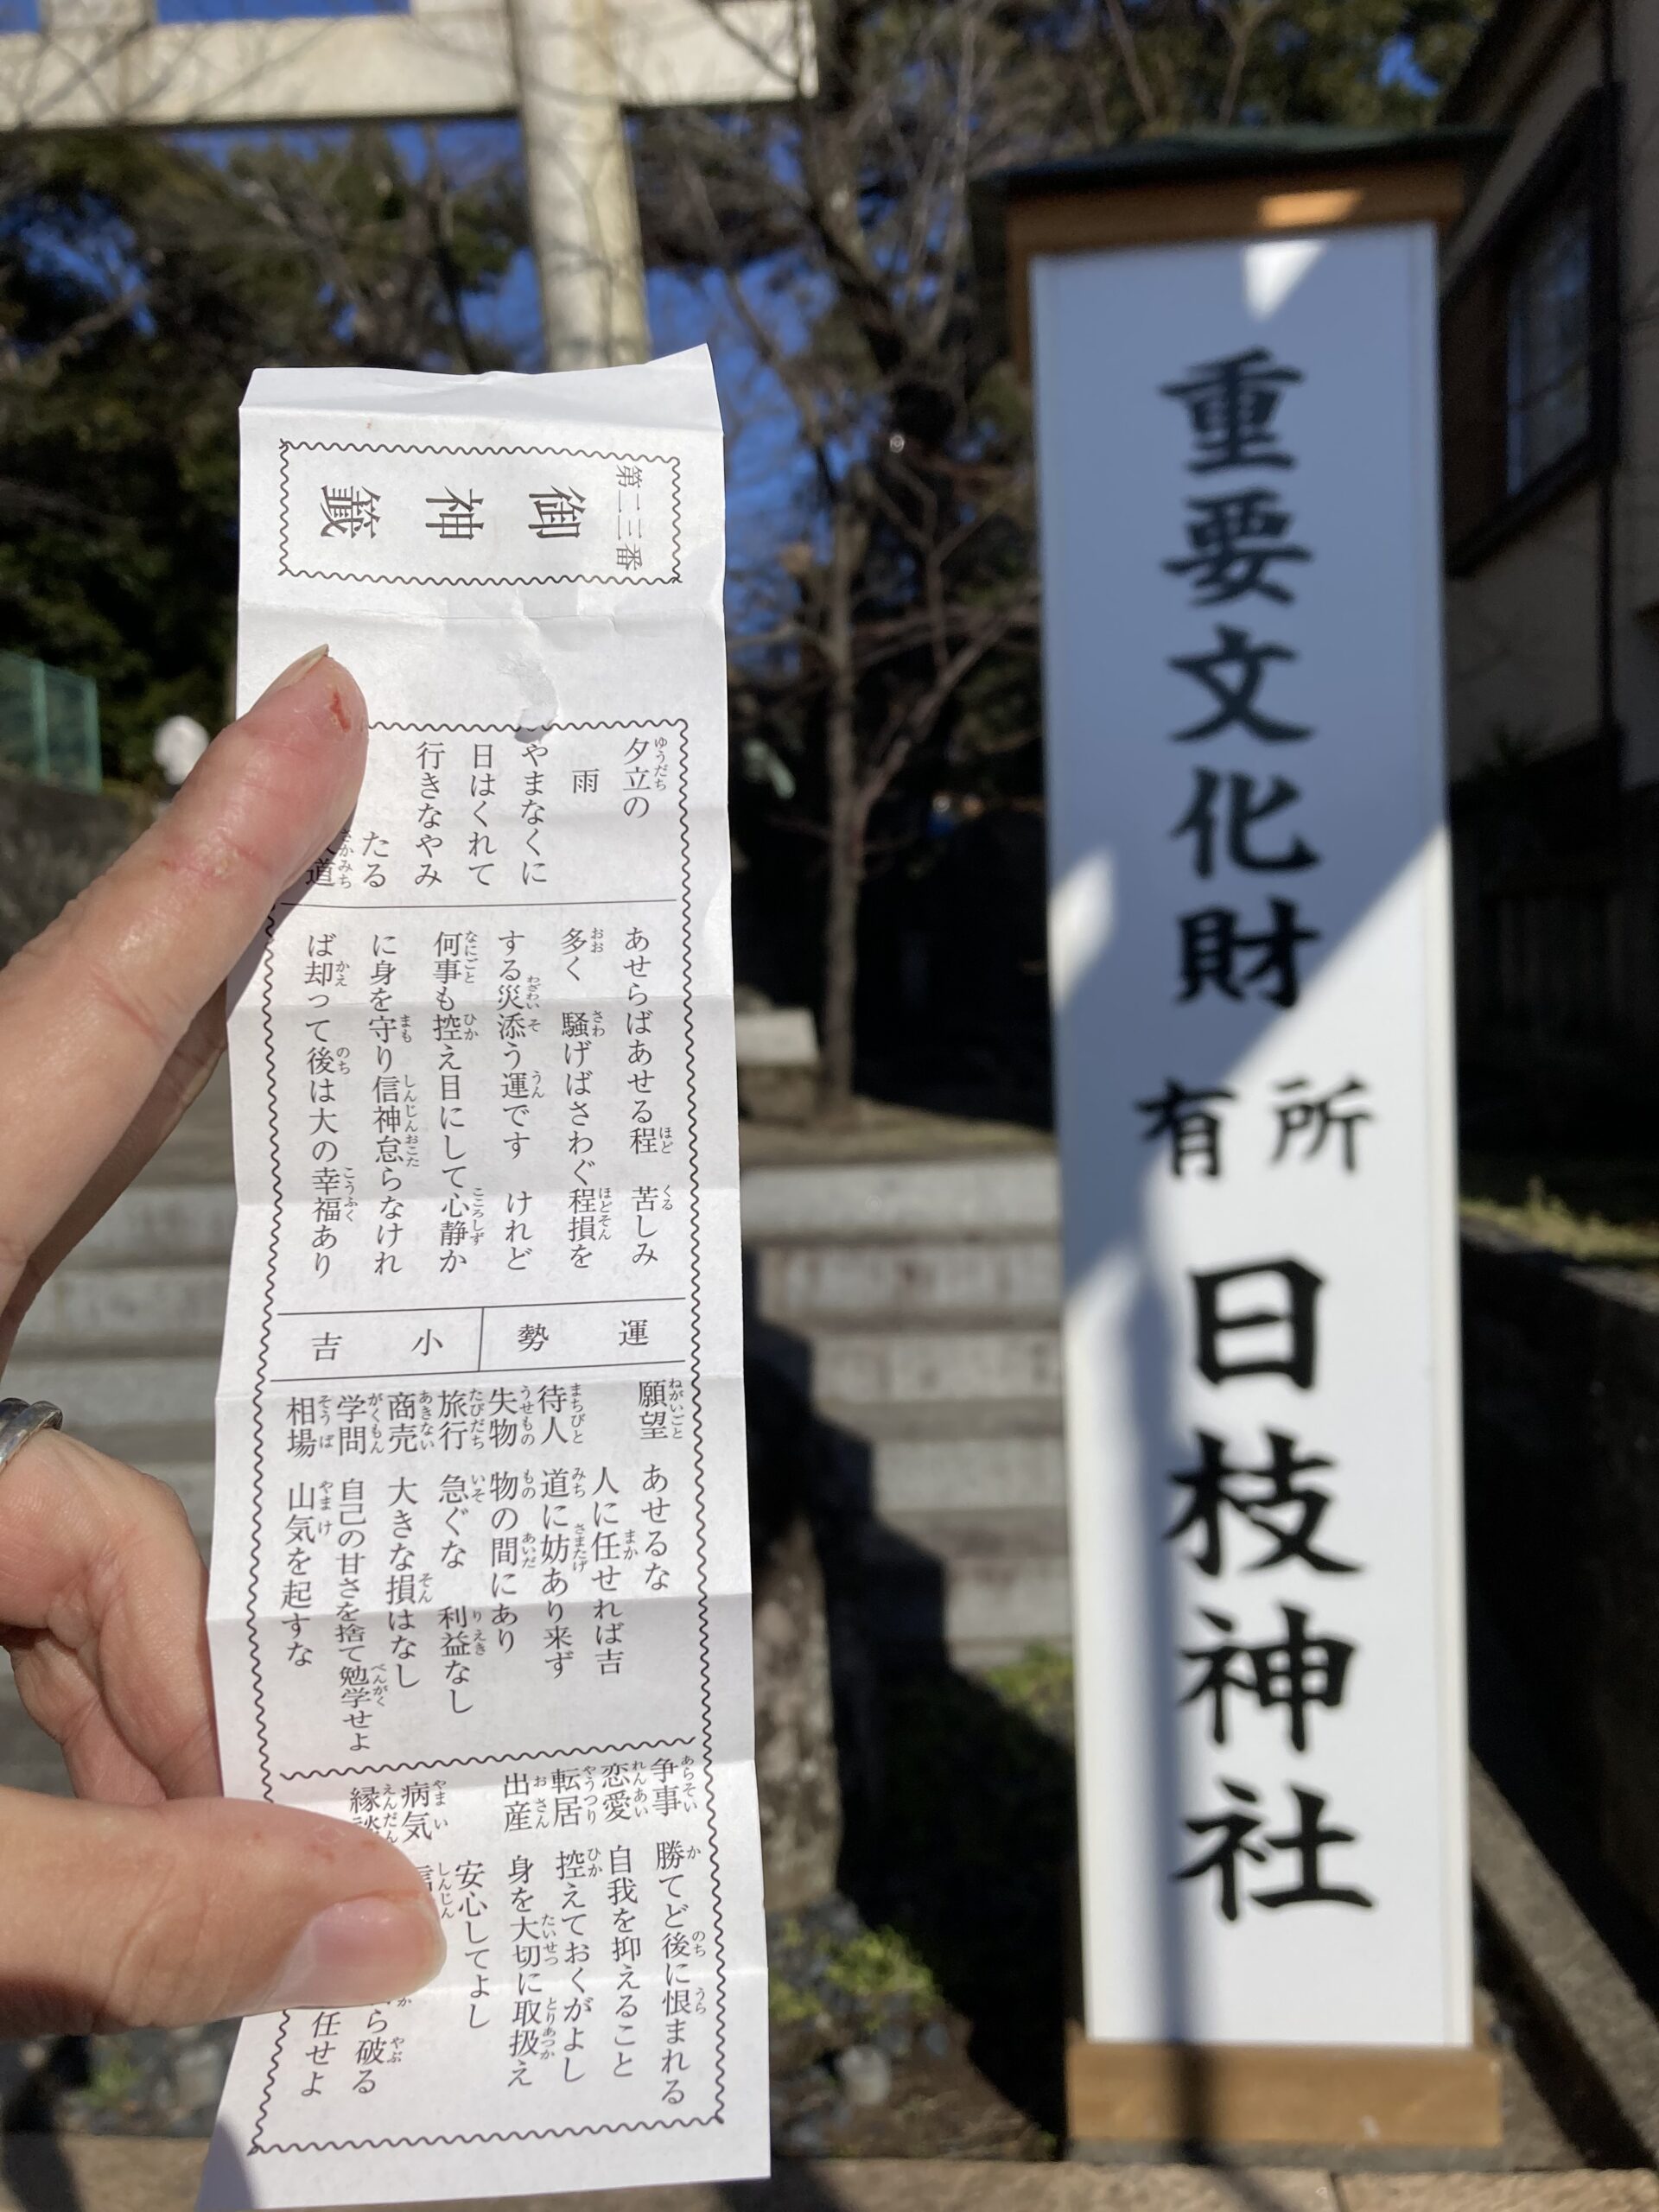 第二三番
御神籤
夕立の
雨
やまなくに
日はくれて
行きなやみ
たる
道
あせらばあせる程 苦しみ
多く 騒げばさわぐ程損を
する災添う運です けれど
何事も控え目にして心静か
に身を守り信神怠らなけれ
ば却って後は大の幸福あり
運勢
小吉
願望 あせるな
人に任せれば吉
待人 道に妨あり来ず
失物 物の間にあり
旅行 急ぐな 利益なし
商売 大きな損はなし
学問 自己の甘さを捨て勉学せよ
相場 山気を起すな
争事 勝てど後に恨まれる
恋愛 自我を抑えること
転居 控えておくがよし
出産 身を大切に取扱え
安心してよし
病気 信 ら破る
縁談 任せよ
重要文化財
所有
日枝神社